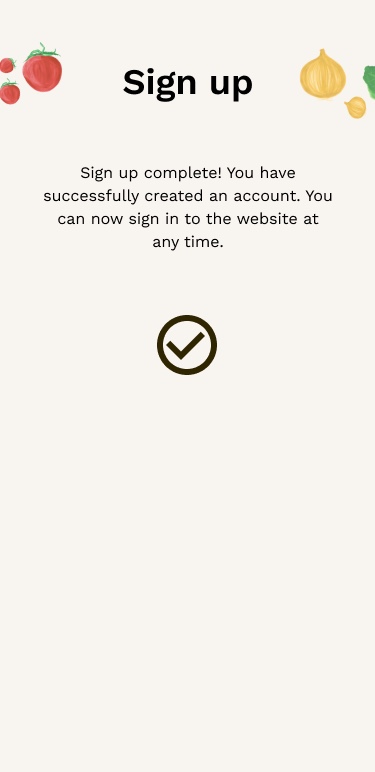 Sign up
Sign up complete! You have
successfully created an account. You
can now sign in to the website at
any time.